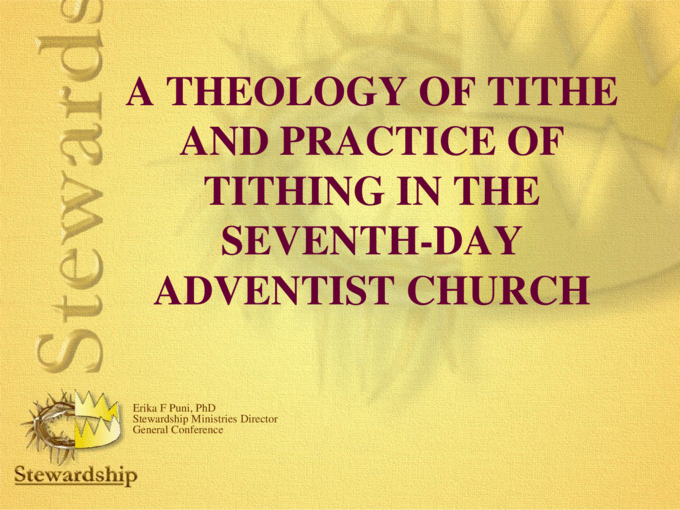 Stewards
A THEOLOGY OF TITHE
AND PRACTICE OF
TITHING IN THE
SEVENTH-DAY
ADVENTIST CHURCH
Erika F Puni, PhD
Stewardship Ministries Director
General Conference
Stewardship